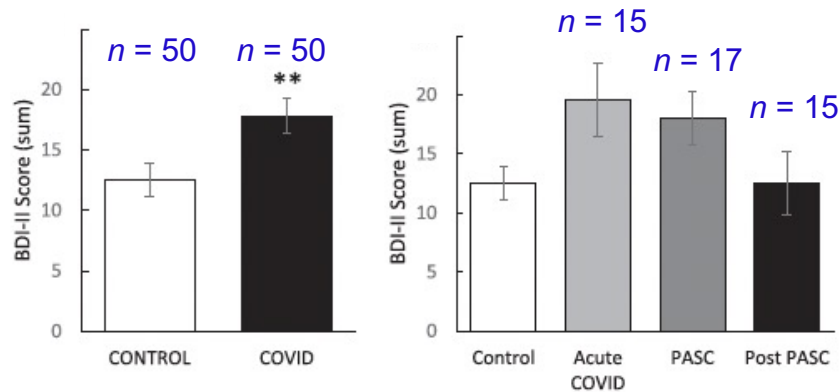 n = 50 n = 50
**
BDI-II Score (sum)
20
15
10
5
0
CONTROL COVID
n = 15
n = 17
n = 15
BDI-II Score (sum)
20
15
10
5
0
Control Acute COVID PASC Post PASC